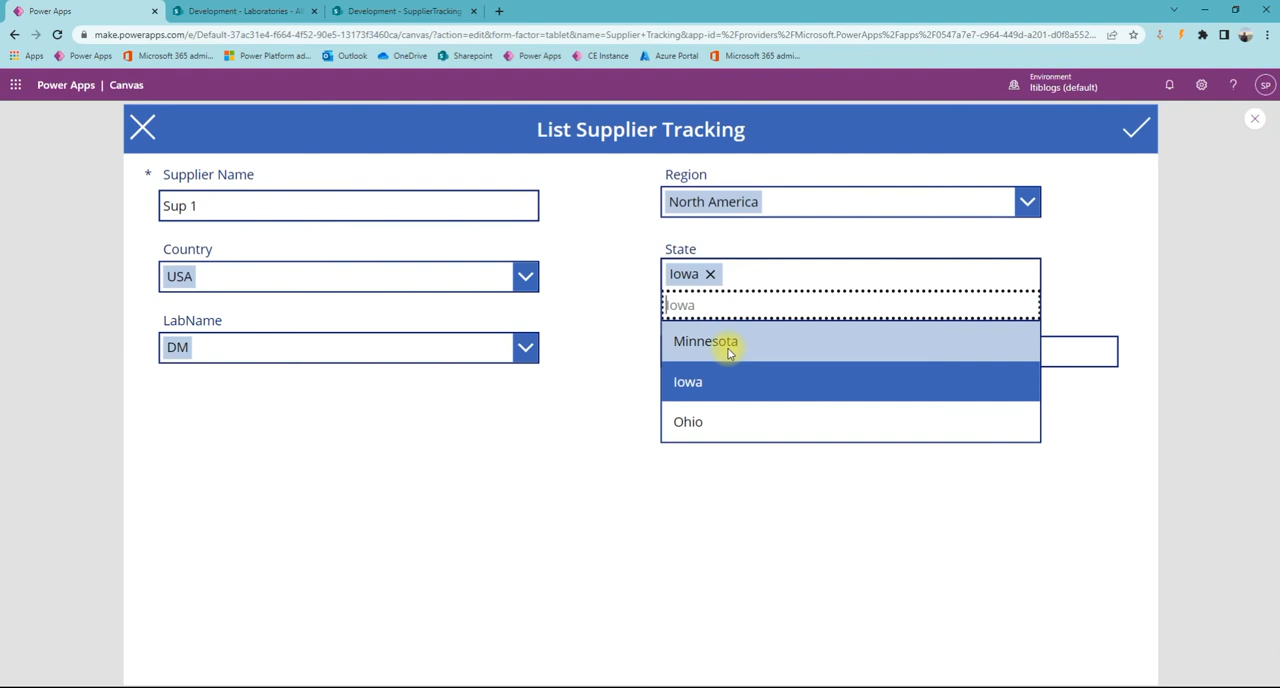 Power Apps
Development - Laboratories - Al
Development - SupplierTracking
make.powerapps.com/e/Default-37ac31e4-f664-4f52-90e5-13173f3460ca/canvas/?action=edit&form-factor=tablet&name=Supplier+Tracking&app-id=%2Fproviders%2FMicrosoft.PowerApps%2Fapps%2F0547a7e7-c964-449d-a201-d0f8a552...
Apps
Power Apps
Microsoft 365 admi...
Power Platform ad...
Outlook
OneDrive
Sharepoint
Power Apps
CE Instance
Azure Portal
Microsoft 365 admi...
Power Apps | Canvas
Environment
ltiblogs (default)
SP
List Supplier Tracking
* Supplier Name
Sup 1
Region
North America
Country
USA
State
Iowa
Iowa
Minnesota
Iowa
Ohio
LabName
DM